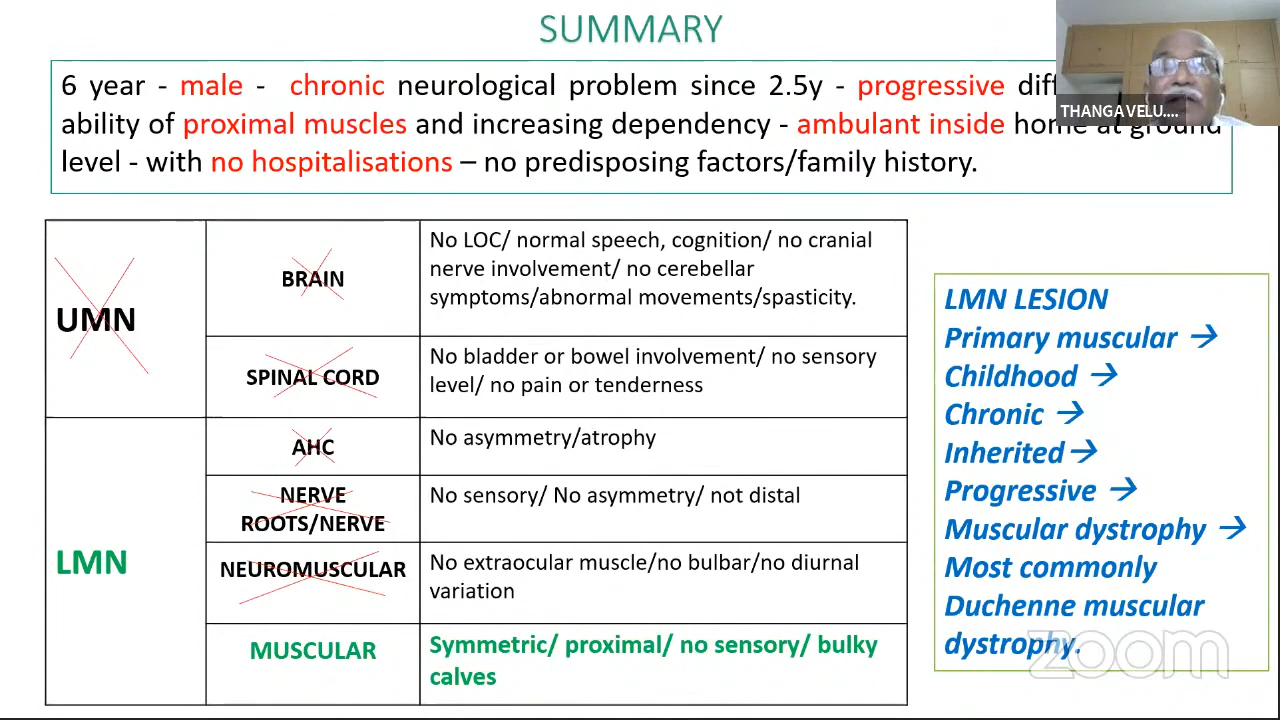 SUMMARY
6 year - male - chronic neurological problem since 2.5y - progressive
ability of proximal muscles and increasing dependency - ambulant inside home at ground
level - with no hospitalisations – no predisposing factors/family history.
THANGAVELU....
UMN
BRAIN
No LOC/ normal speech, cognition/ no cranial
nerve involvement/ no cerebellar
symptoms/abnormal movements/spasticity.
SPINAL CORD
No bladder or bowel involvement/ no sensory
level/ no pain or tenderness
LMN
AHC
No asymmetry/atrophy
NERVE
ROOTS/NERVE
No sensory/ No asymmetry/ not distal
NEUROMUSCULAR
No extraocular muscle/no bulbar/no diurnal
variation
MUSCULAR
Symmetric/ proximal/ no sensory/ bulky
calves
LMN LESION
Primary muscular →
Childhood →
Chronic →
Inherited→
Progressive →
Muscular dystrophy →
Most commonly
Duchenne muscular
dystrophy.
zoom